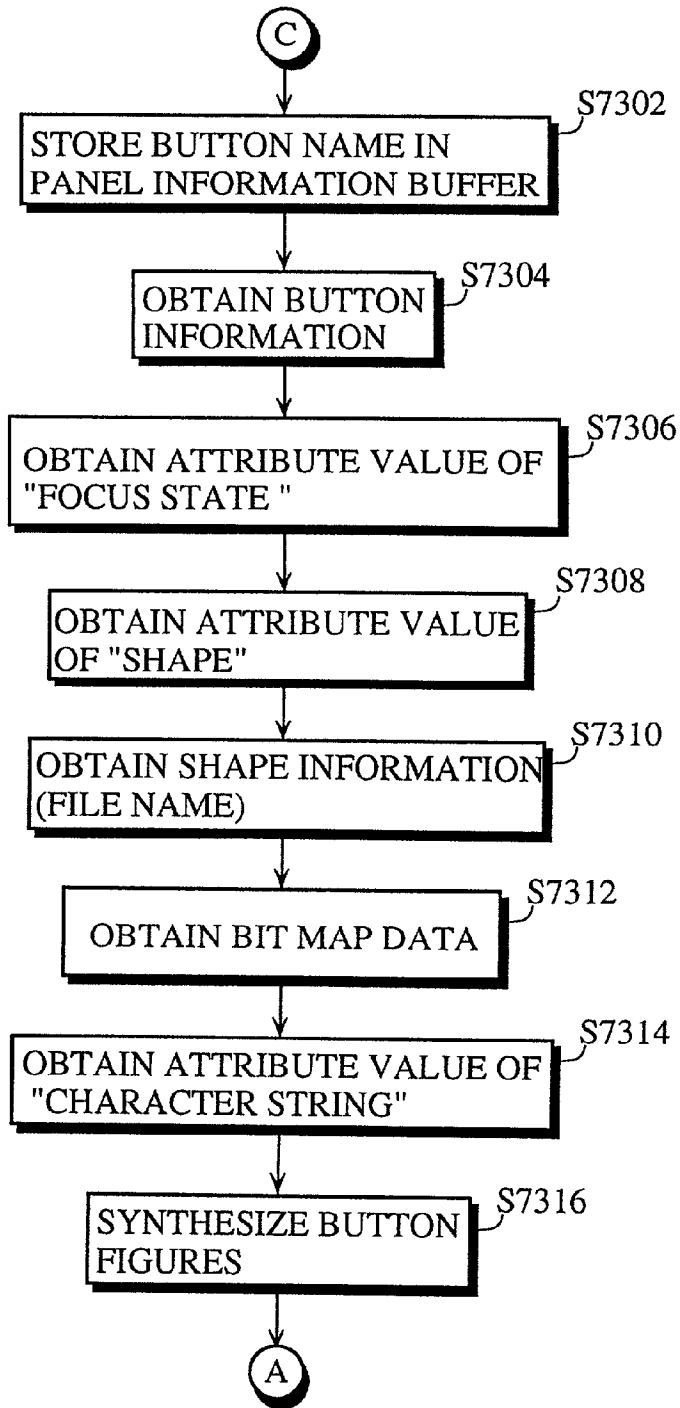 C
S7302
STORE BUTTON NAME IN
PANEL INFORMATION BUFFER
S7304
OBTAIN BUTTON
INFORMATION
S7306
OBTAIN ATTRIBUTE VALUE OF
"FOCUS STATE "
S7308
OBTAIN ATTRIBUTE VALUE
OF "SHAPE"
S7310
OBTAIN SHAPE INFORMATION
(FILE NAME)
S7312
OBTAIN BIT MAP DATA
S7314
OBTAIN ATTRIBUTE VALUE OF
"CHARACTER STRING"
S7316
SYNTHESIZE BUTTON
FIGURES
A